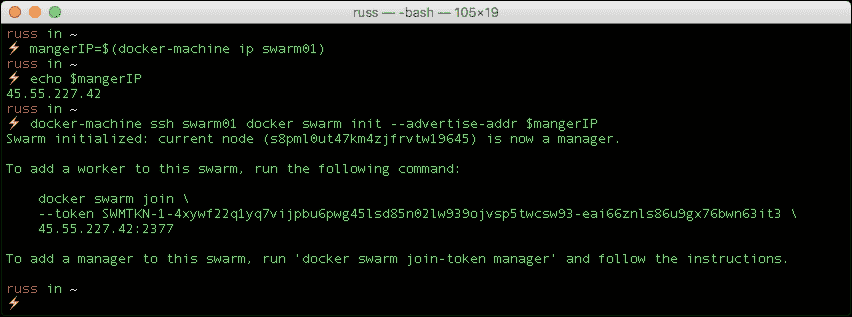 russ — -bash — 105×19
russ in ~
⚡ mangerIP=$(docker-machine ip swarm01)
russ in ~
⚡ echo $mangerIP
45.55.227.42
russ in ~
⚡ docker-machine ssh swarm01 docker swarm init --advertise-addr $mangerIP
Swarm initialized: current node (s8pml0ut47km4zjfrvtw19645) is now a manager.
To add a worker to this swarm, run the following command:
docker swarm join \
--token SWMTKN-1-4xywf22q1yq7vijpbu6pwg45lsd85n02lw939ojvsp5twcsw93-eai66znls86u9gx76bwn63it3 \
45.55.227.42:2377
To add a manager to this swarm, run 'docker swarm join-token manager' and follow the instructions.
russ in ~
⚡